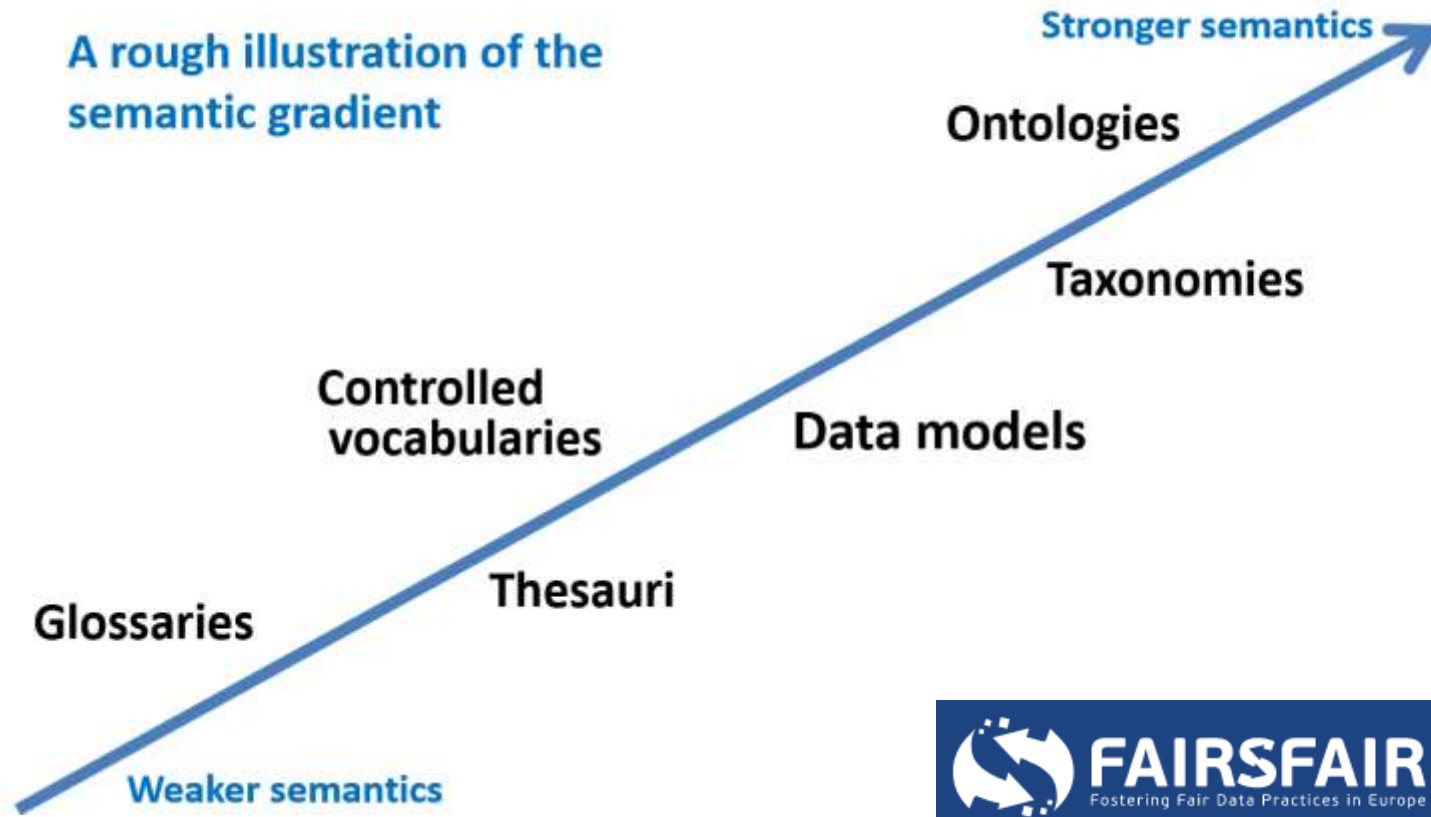 A rough illustration of the
semantic gradient
Stronger semantics
Ontologies
Taxonomies
Controlled
vocabularies
Data models
Thesauri
Glossaries
Weaker semantics
FAIRSFAIR
Fostering Fair Data Practices in Europe